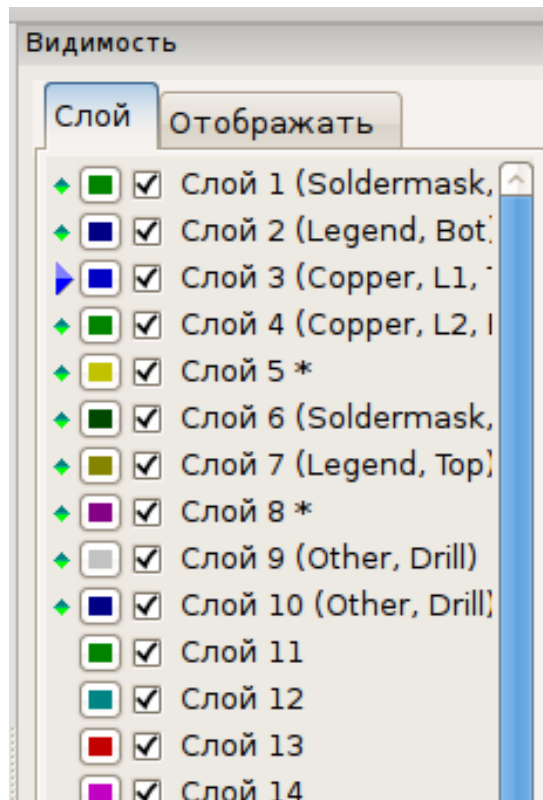 Видимость
Слой
Отображать
Слой 1 (Soldermask,
Слой 2 (Legend, Bot)
Слой 3 (Copper, L1,
Слой 4 (Copper, L2,
Слой 5 *
Слой 6 (Soldermask,
Слой 7 (Legend, Top)
Слой 8 *
Слой 9 (Other, Drill)
Слой 10 (Other, Drill)
Слой 11
Слой 12
Слой 13
Слой 14